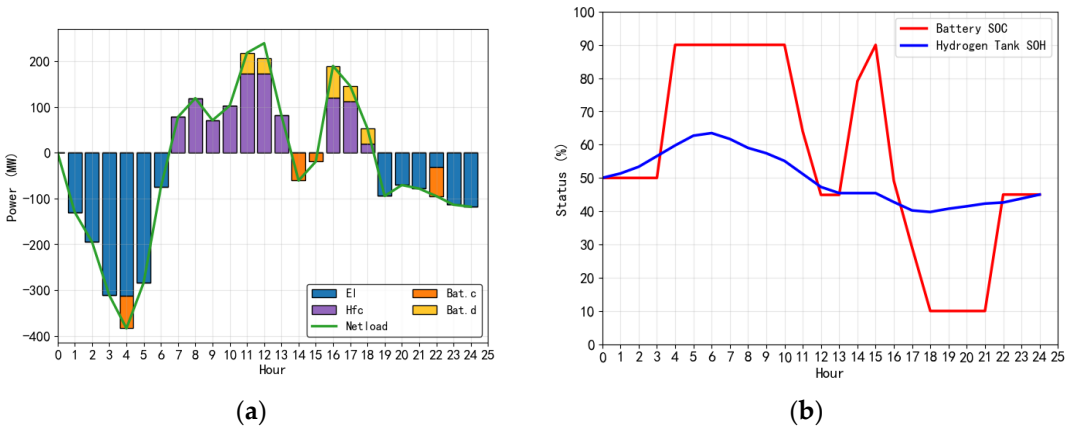 200
100
0
-100
-200
-300
-400
Power (MW)
El
Bat.c
Hfc
Bat.d
Netload
0 1 2 3 4 5 6 7 8 9 10 11 12 13 14 15 16 17 18 19 20 21 22 23 24 25
Hour
(a)
100
90
80
70
60
50
40
30
20
10
0
Status (%)
Battery SOC
Hydrogen Tank SOH
0 1 2 3 4 5 6 7 8 9 10 11 12 13 14 15 16 17 18 19 20 21 22 23 24 25
Hour
(b)